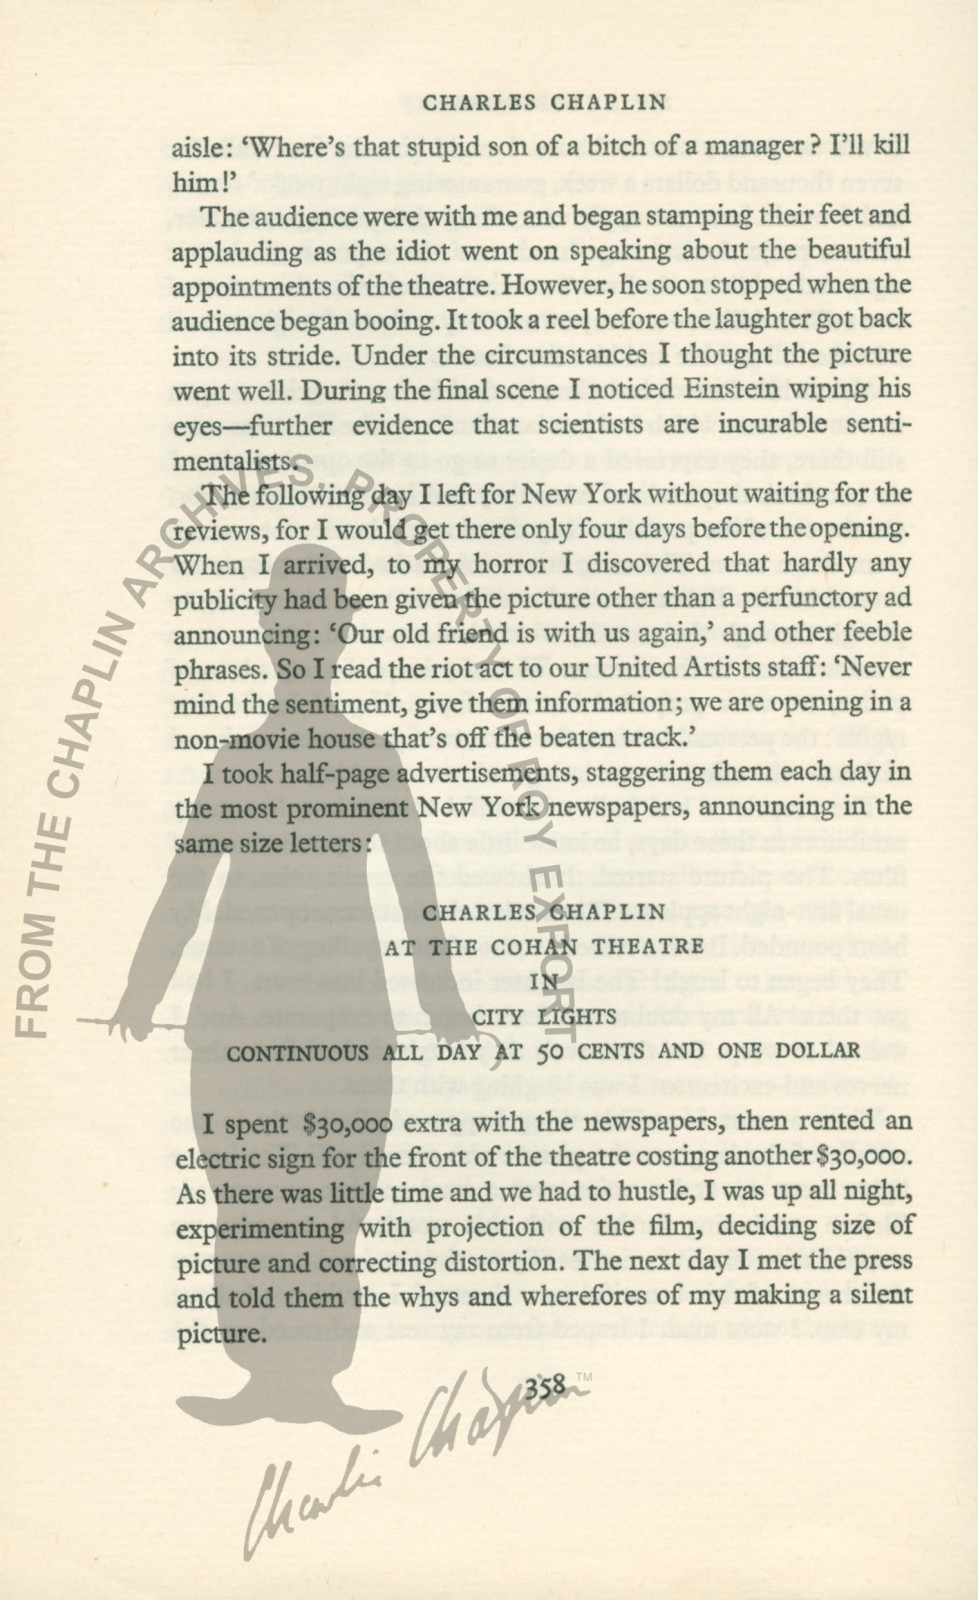 CHARLES CHAPLIN
aisle: ‘Where’s that stupid son of a bitch of a manager? I’ll kill
him!’
The audience were with me and began stamping their feet and
applauding as the idiot went on speaking about the beautiful
appointments of the theatre. However, he soon stopped when the
audience began booing. It took a reel before the laughter got back
into its stride. Under the circumstances I thought the picture
went well. During the final scene I noticed Einstein wiping his
eyes—further evidence that scientists are incurable senti-
mentalists.
The following day I left for New York without waiting for the
reviews, for I would get there only four days before the opening.
When I arrived, to my horror I discovered that hardly any
publicity had been given the picture other than a perfunctory ad
announcing: ‘Our old friend is with us again,’ and other feeble
phrases. So I read the riot act to our United Artists staff: ‘Never
mind the sentiment, give them information; we are opening in a
non-movie house that’s off the beaten track.’
I took half-page advertisements, staggering them each day in
the most prominent New York newspapers, announcing in the
same size letters:
CHARLES CHAPLIN
AT THE COHAN THEATRE
IN
CITY LIGHTS
CONTINUOUS ALL DAY AT 50 CENTS AND ONE DOLLAR
I spent $30,000 extra with the newspapers, then rented an
electric sign for the front of the theatre costing another $30,000.
As there was little time and we had to hustle, I was up all night,
experimenting with projection of the film, deciding size of
picture and correcting distortion. The next day I met the press
and told them the whys and wherefores of my making a silent
picture.
358
FROM THE CHAPLIN ARCHIVES. PROPERTY OF ROY EXPORT
Charlie Chaplin™